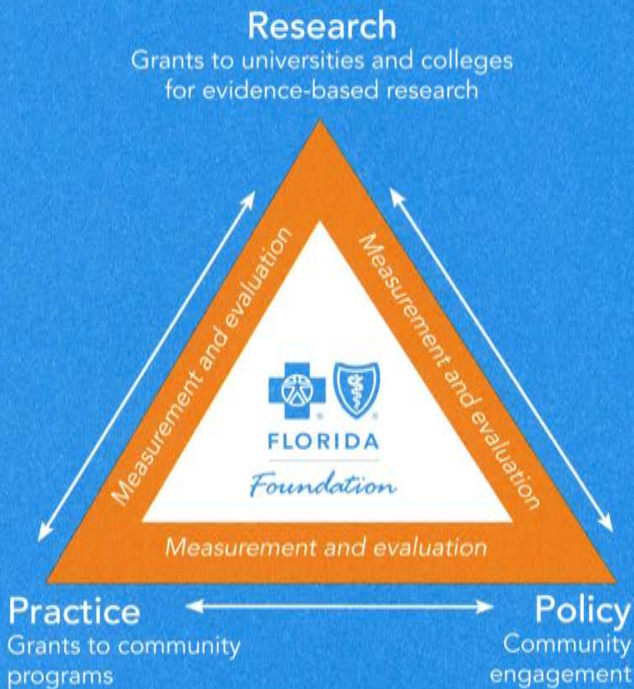 Research
Grants to universities and colleges
for evidence-based research
Measurement and evaluation
Measurement and evaluation
FLORIDA
Foundation
Measurement and evaluation
Practice
Grants to community
programs
Policy
Community
engagement